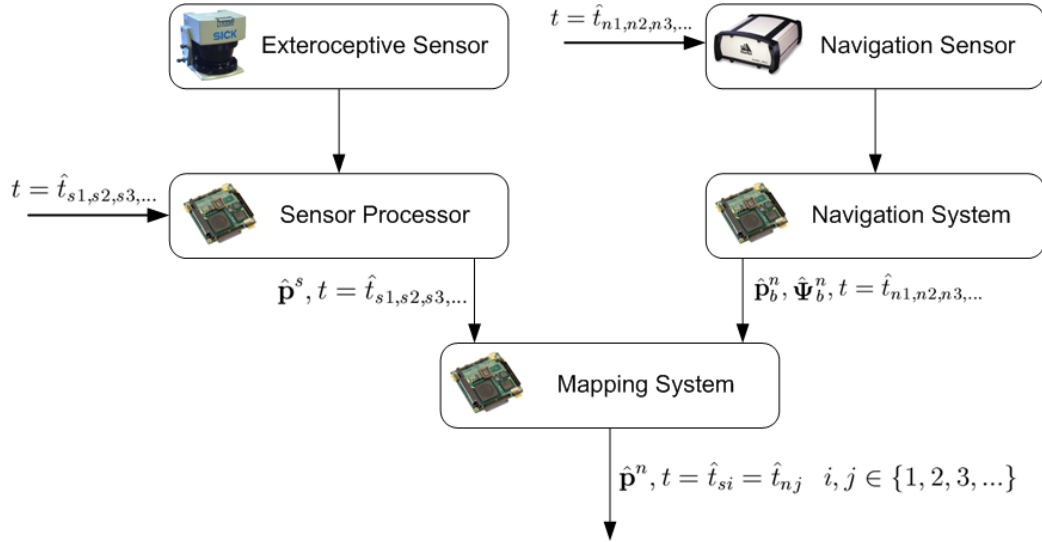 SICK
Exteroceptive Sensor
t = t̂_{n1,n2,n3,...}
Navigation Sensor
t = t̂_{s1,s2,s3,...}
Sensor Processor
Navigation System
p̂^s, t = t̂_{s1,s2,s3,...}
p̂_b^n, Ψ̂_b^n, t = t̂_{n1,n2,n3,...}
Mapping System
p̂^n, t = t̂_{si} = t̂_{nj} i, j ∈ {1, 2, 3, ...}